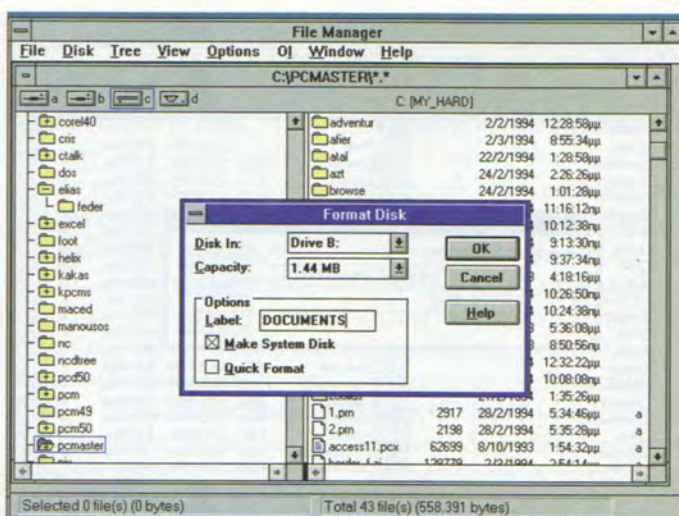 File Manager
File Disk Tree View Options OI Window Help
C:\PCMASTER\*.*
a b c d C: [MY_HARD]
corel40
cris
ctalk
dos
elias
feder
excel
foot
helix
kakas
kpcms
maced
manousos
nc
ncdtree
pcd50
pcm
pcm49
pcm50
pcmaster
adventur 2/2/1994 12:28:58μμ
afier 2/3/1994 8:55:34μμ
atal 22/2/1994 1:28:58μμ
azt 24/2/1994 2:26:26μμ
browse 24/2/1994 1:01:28μμ
11:16:12πμ
10:12:38πμ
9:13:30πμ
9:37:34πμ
4:18:16μμ
10:26:50πμ
10:24:38πμ
5:36:08μμ
8:50:56πμ
12:32:22μμ
10:08:08πμ
1:35:26μμ
1.pm 2917 28/2/1994 5:34:46μμ a
2.pm 2198 28/2/1994 5:35:28μμ a
access11.pcx 62699 8/10/1993 1:54:32μμ a
Format Disk
Disk In: Drive B:
Capacity: 1.44 MB
Options
Label: DOCUMENTS
Make System Disk
Quick Format
OK
Cancel
Help
Selected 0 file(s) (0 bytes) Total 43 file(s) (558.391 bytes)